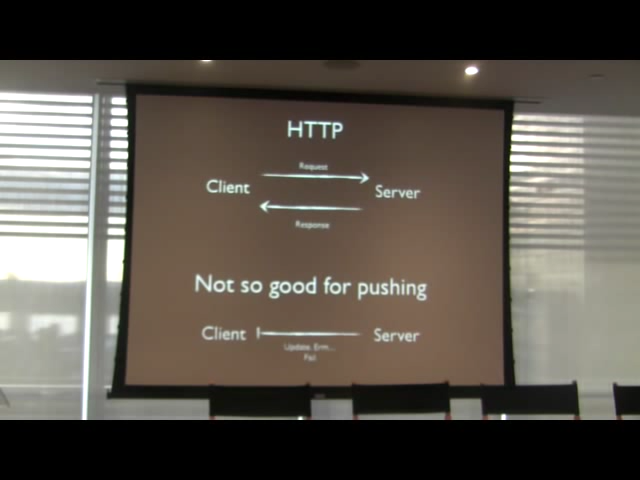 HTTP
Request
Client
Server
Response
Not so good for pushing
Client
Server
Update. Erm...
Fail